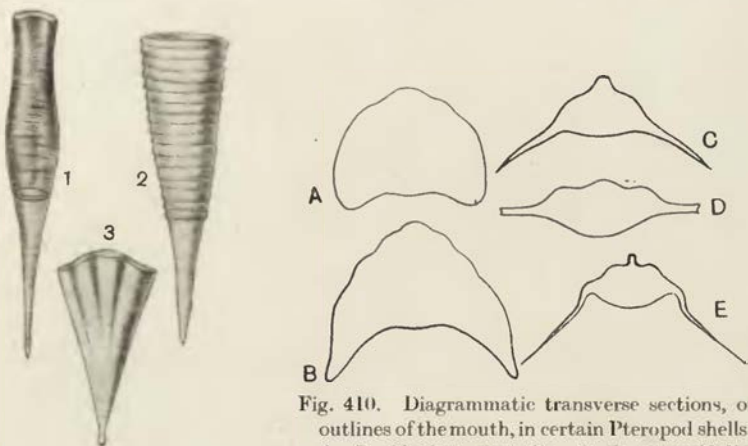 1
2
3
A
B
C
D
E
Fig. 410. Diagrammatic transverse sections, o
outlines of the mouth, in certain Pteropod shells